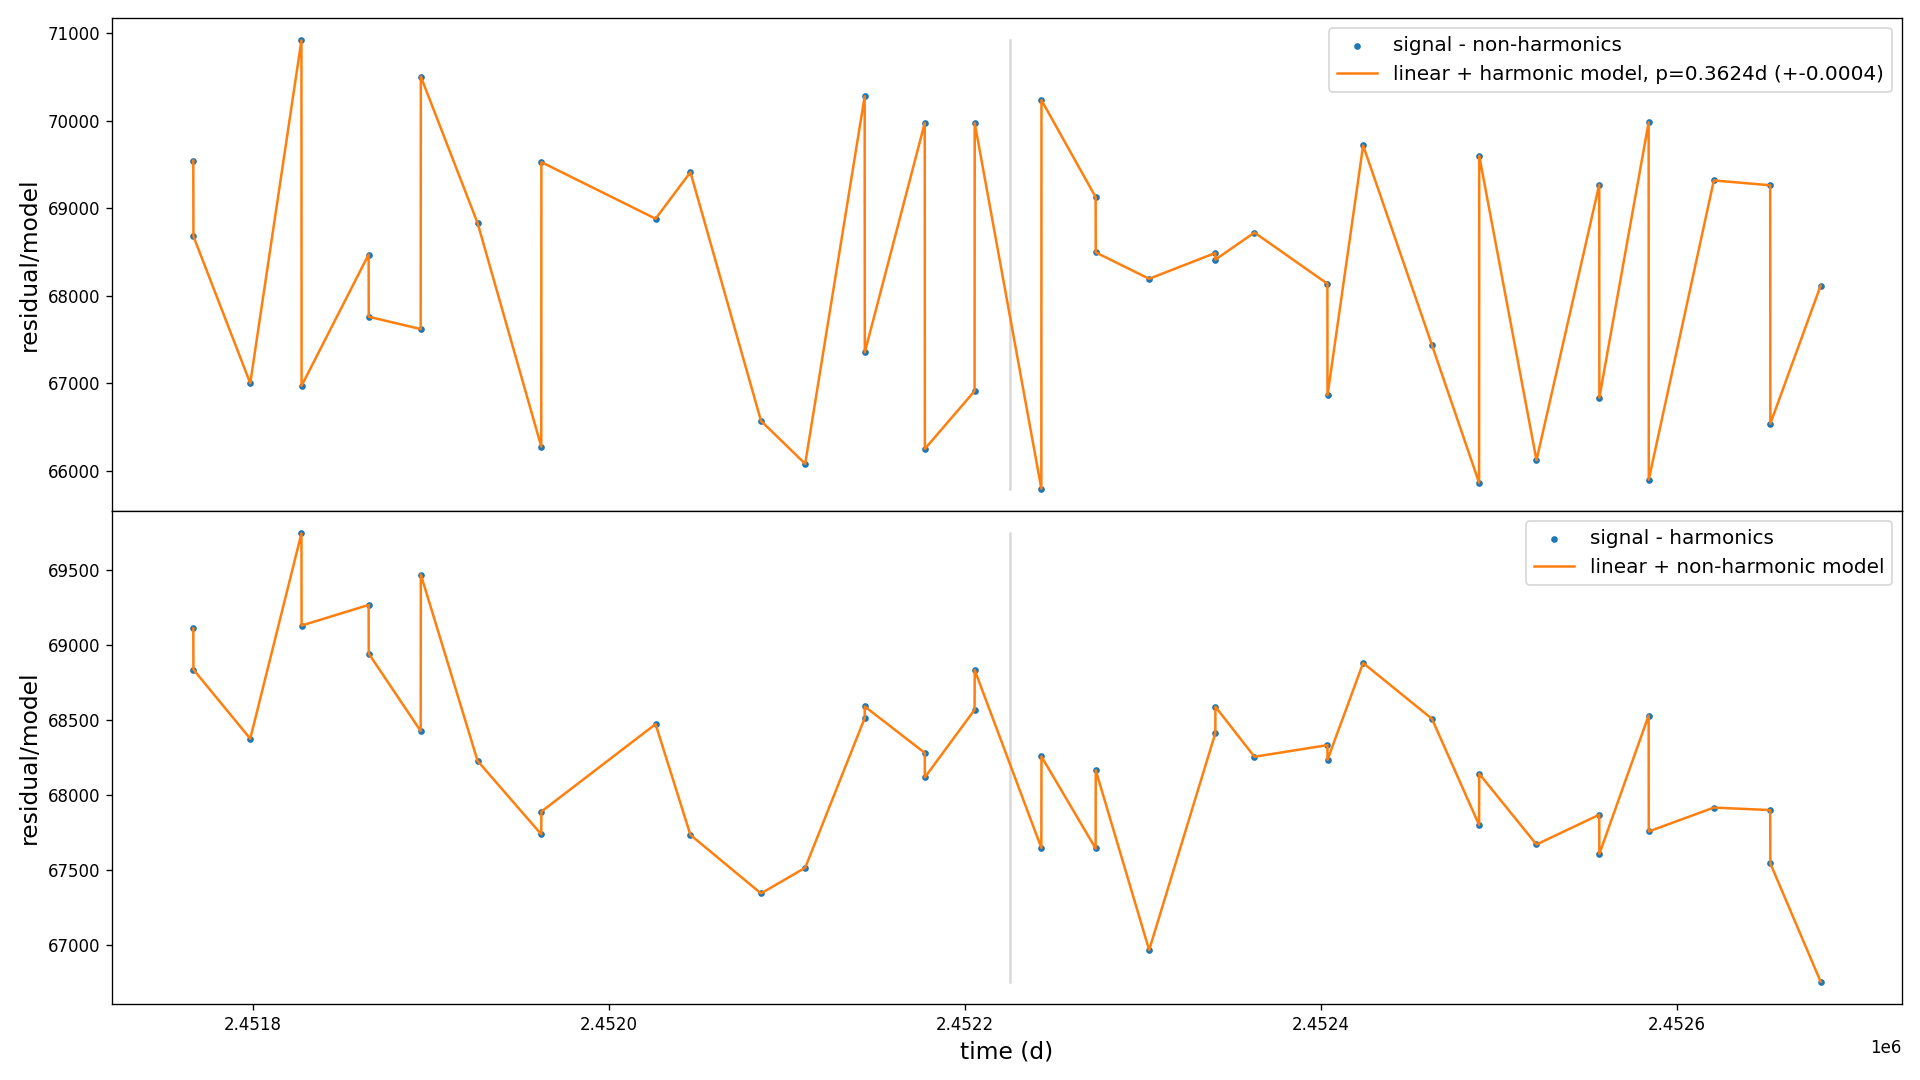 71000
70000
69000
68000
67000
66000
residual/model
signal - non-harmonics
linear + harmonic model, p=0.3624d (+-0.0004)
69500
69000
68500
68000
67500
67000
residual/model
signal - harmonics
linear + non-harmonic model
2.4518 2.4520 2.4522 2.4524 2.4526
1e6
time (d)